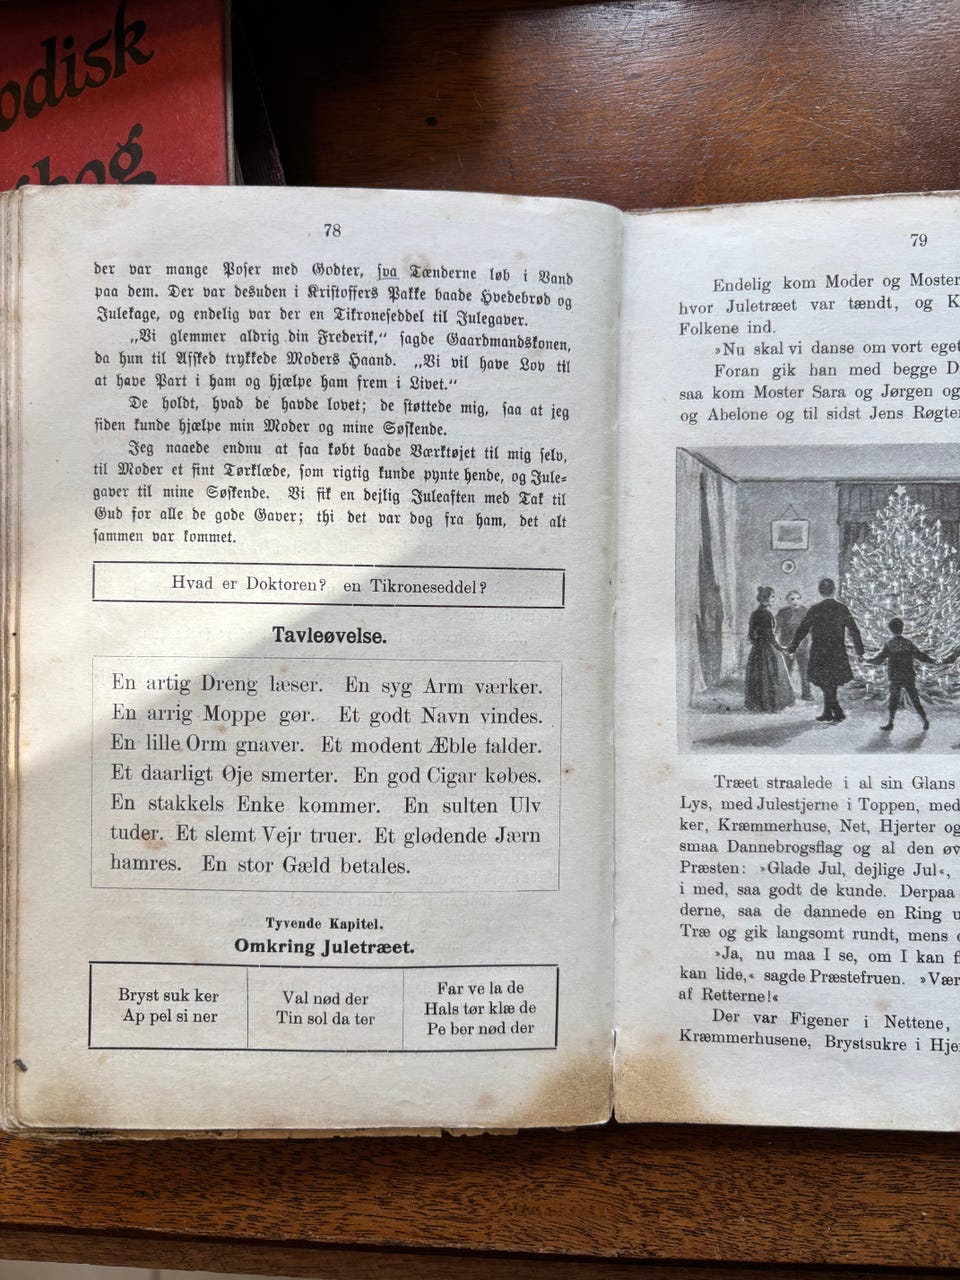 odisk
78
der var mange Poser med Godter, sva Tænderne løb i Vand
paa dem. Der var desuden i Kristoffers Pakke baade Hvedebrød og
Julekage, og endelig var der en Tikroneseddel til Julegaver.
„Vi glemmer aldrig din Frederik,“ sagde Gaardmandskonen,
da hun til Afsked trykkede Moders Haand. „Vi vil have Lov til
at have Part i ham og hjælpe ham frem i Livet.“
De holdt, hvad de havde lovet; de støttede mig, saa at jeg
siden kunde hjælpe min Moder og mine Søskende.
Jeg naaede endnu at faa købt baade Værktøjet til mig selv,
til Moder et fint Tørklæde, som rigtig kunde pynte hende, og Jule-
gaver til mine Søskende. Vi fik en dejlig Juleaften med Tak til
Gud for alle de gode Gaver; thi det var dog fra ham, det alt
sammen var kommet.
Hvad er Doktoren? en Tikroneseddel?
Tavleøvelse.
En artig Dreng læser. En syg Arm værker.
En arrig Moppe gør. Et godt Navn vindes.
En lille Orm gnaver. Et modent Æble falder.
Et daarligt Øje smerter. En god Cigar købes.
En stakkels Enke kommer. En sulten Ulv
tuder. Et slemt Vejr truer. Et glødende Jærn
hamres. En stor Gæld betales.
Tyvende Kapitel.
Omkring Juletræet.
Bryst suk ker
Ap pel si ner
Val nød der
Tin sol da ter
Far ve la de
Hals tør klæ de
Pe ber nød der
79
Endelig kom Moder og Moster
hvor Juletræet var tændt, og K
Folkene ind.
»Nu skal vi danse om vort eget
Foran gik han med begge D
saa kom Moster Sara og Jørgen og
og Abelone og til sidst Jens Røgte
Træet straalede i al sin Glans
Lys, med Julestjerne i Toppen, med
ker, Kræmmerhuse, Net, Hjerter og
smaa Dannebrogsflag og al den øv
Præsten: »Glade Jul, dejlige Jul«,
i med, saa godt de kunde. Derpaa
derne, saa de dannede en Ring u
Træ og gik langsomt rundt, mens
»Ja, nu maa I se, om I kan f
kan lide,« sagde Præstefruen. »Vær
af Retterne!«
Der var Figener i Nettene,
Kræmmerhusene, Brystsukre i Hje